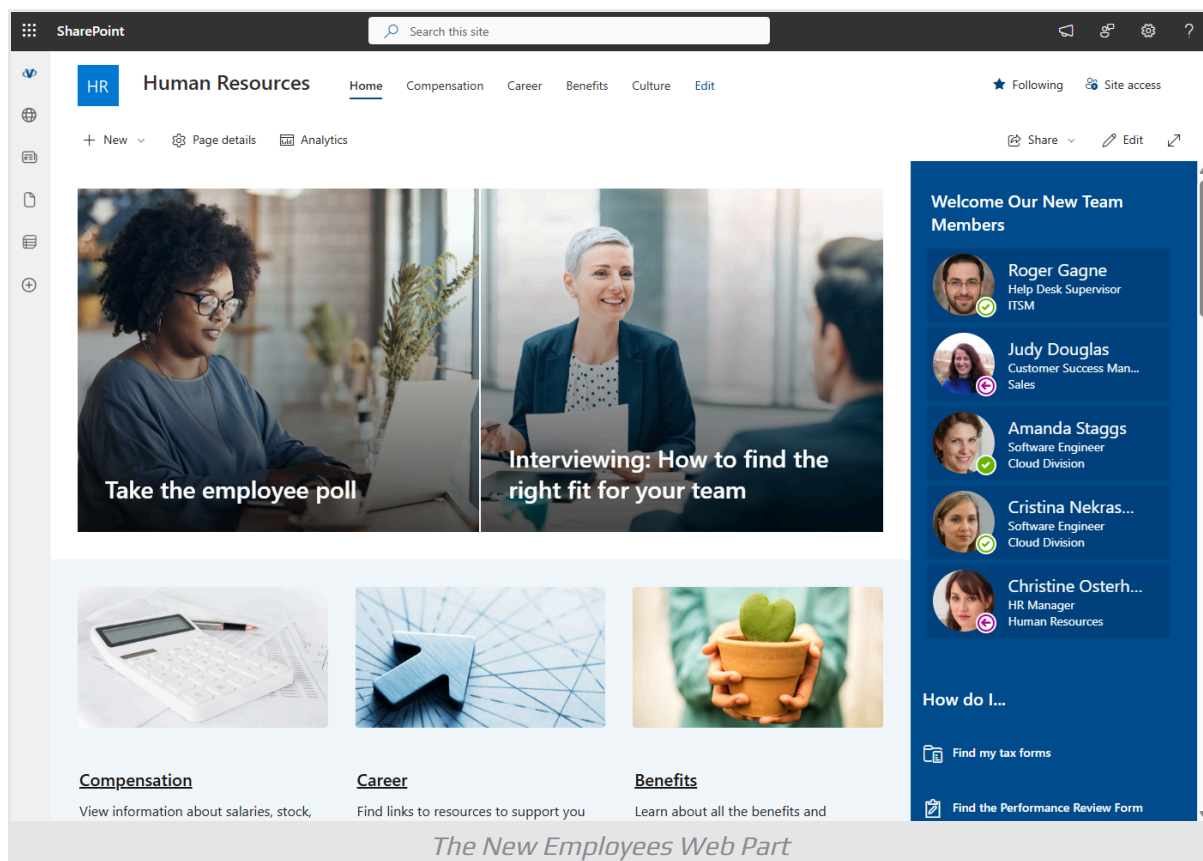 SharePoint
Search this site
?
HR
Human Resources
Home Compensation Career Benefits Culture Edit
Following Site access
New Page details Analytics
Share Edit
Take the employee poll
Interviewing: How to find the
right fit for your team
Welcome Our New Team
Members
Roger Gagne
Help Desk Supervisor
ITSM
Judy Douglas
Customer Success Man...
Sales
Amanda Staggs
Software Engineer
Cloud Division
Cristina Nekras...
Software Engineer
Cloud Division
Christine Osterh...
HR Manager
Human Resources
How do I...
Find my tax forms
Find the Performance Review Form
Compensation
View information about salaries, stock,
Career
Find links to resources to support you
Benefits
Learn about all the benefits and
The New Employees Web Part